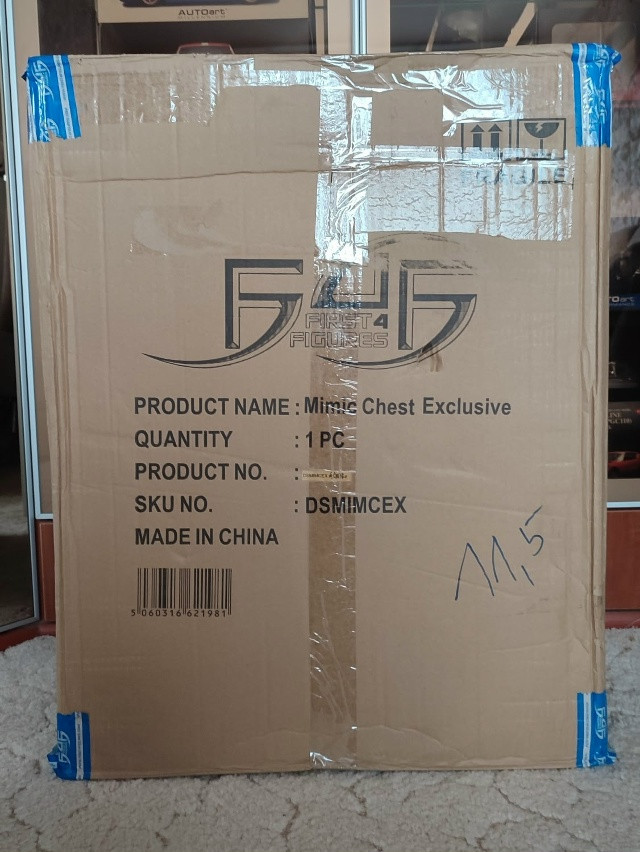 AUTOart
F4F
FIRST 4
FIGURES
PRODUCT NAME : Mimic Chest Exclusive
QUANTITY : 1 PC
PRODUCT NO. :
SKU NO. : DSMIMCEX
MADE IN CHINA
11,5
5 060316 621981